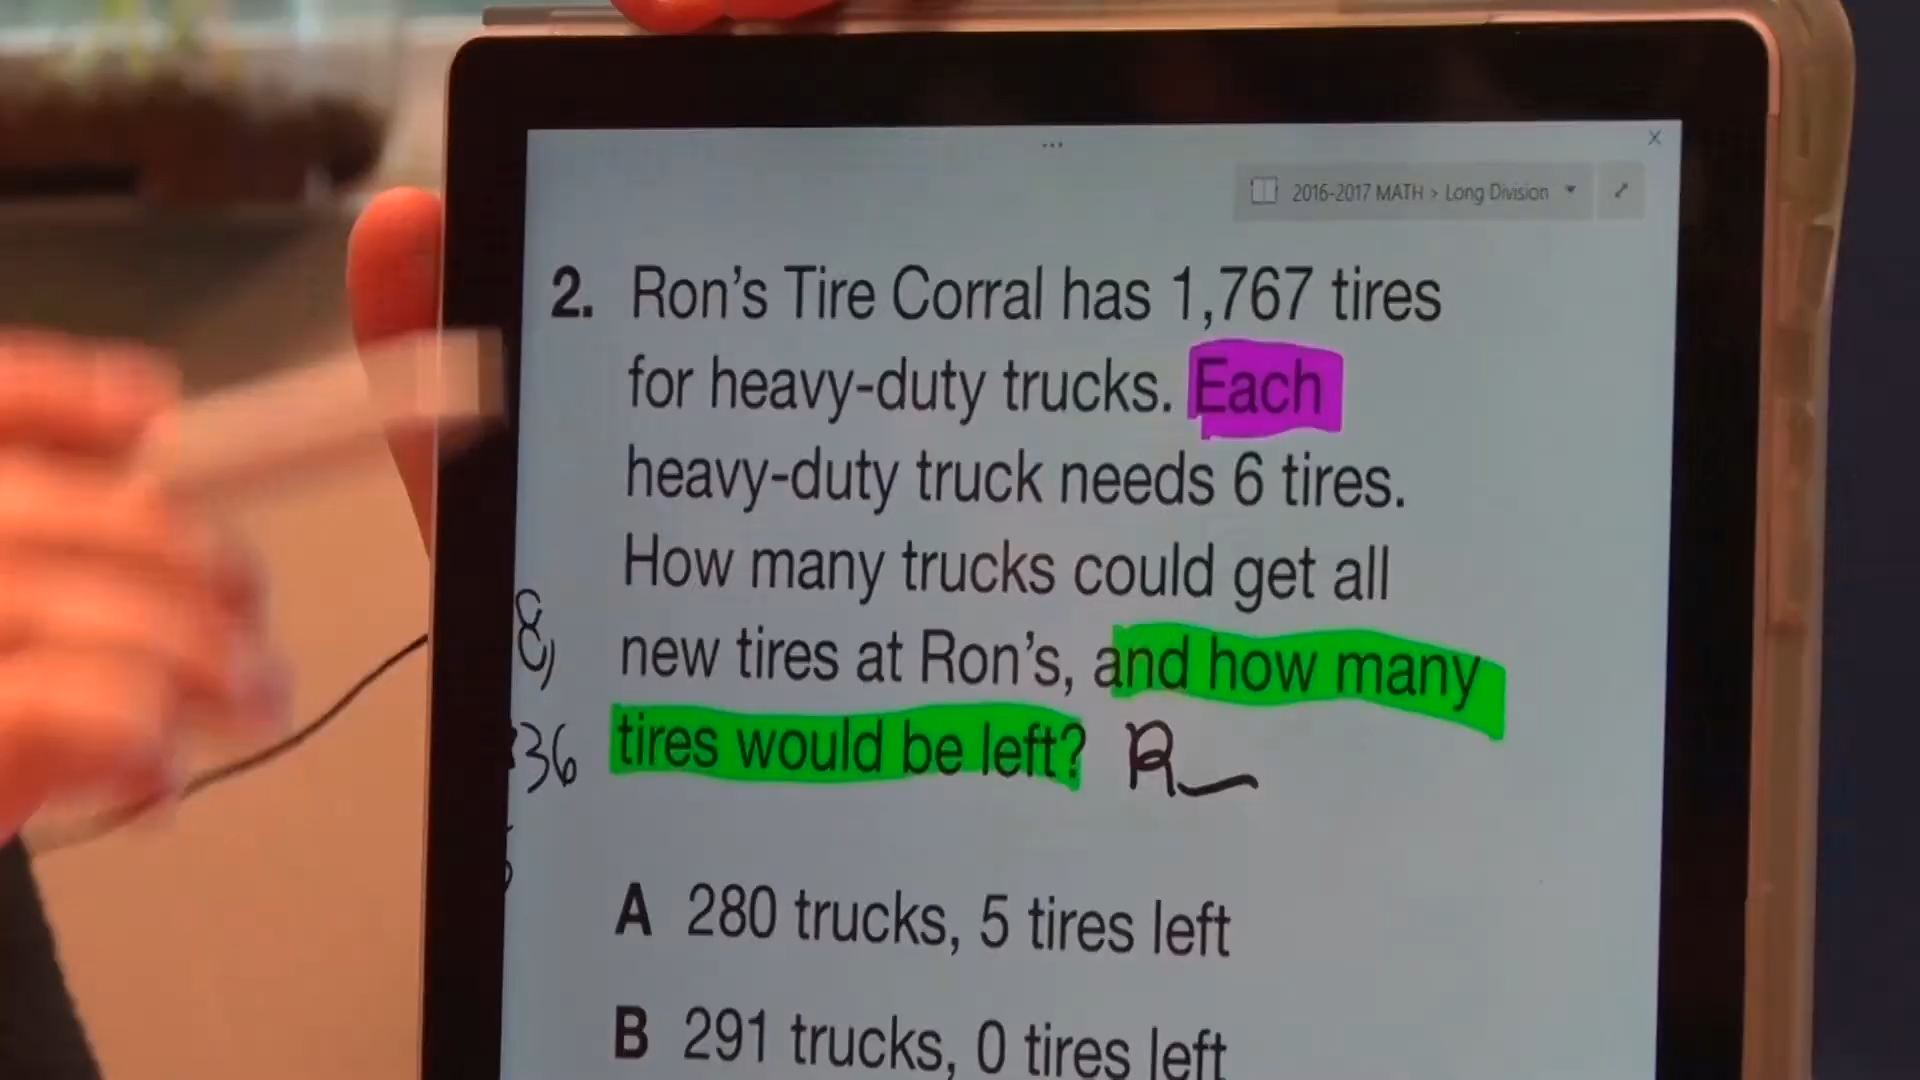 2016-2017 MATH > Long Division
2. Ron's Tire Corral has 1,767 tires
for heavy-duty trucks. Each
heavy-duty truck needs 6 tires.
How many trucks could get all
8, new tires at Ron's, and how many
36 tires would be left? R
A 280 trucks, 5 tires left
B 291 trucks, 0 tires left